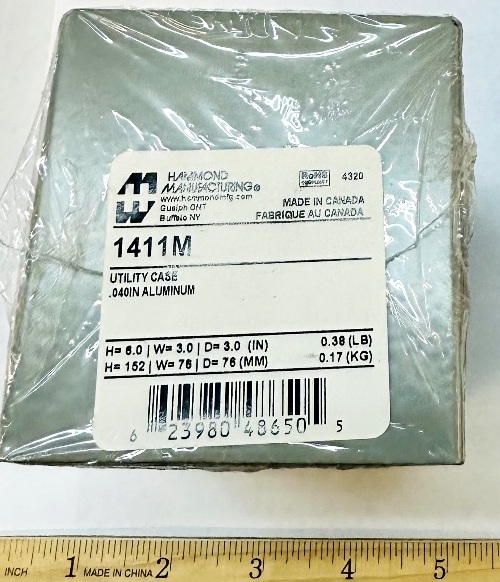 HAMMOND
MANUFACTURING®
www.hammondmfg.com
Guelph ONT
Buffalo NY
RoHS
COMPLIANT
4320
MADE IN CANADA
FABRIQUE AU CANADA
1411M
UTILITY CASE
.040IN ALUMINUM
H= 6.0 | W= 3.0 | D= 3.0 (IN) 0.38 (LB)
H= 152 | W= 76 | D= 76 (MM) 0.17 (KG)
6 23980 48650 5
INCH 1 MADE IN CHINA 2 3 4 5